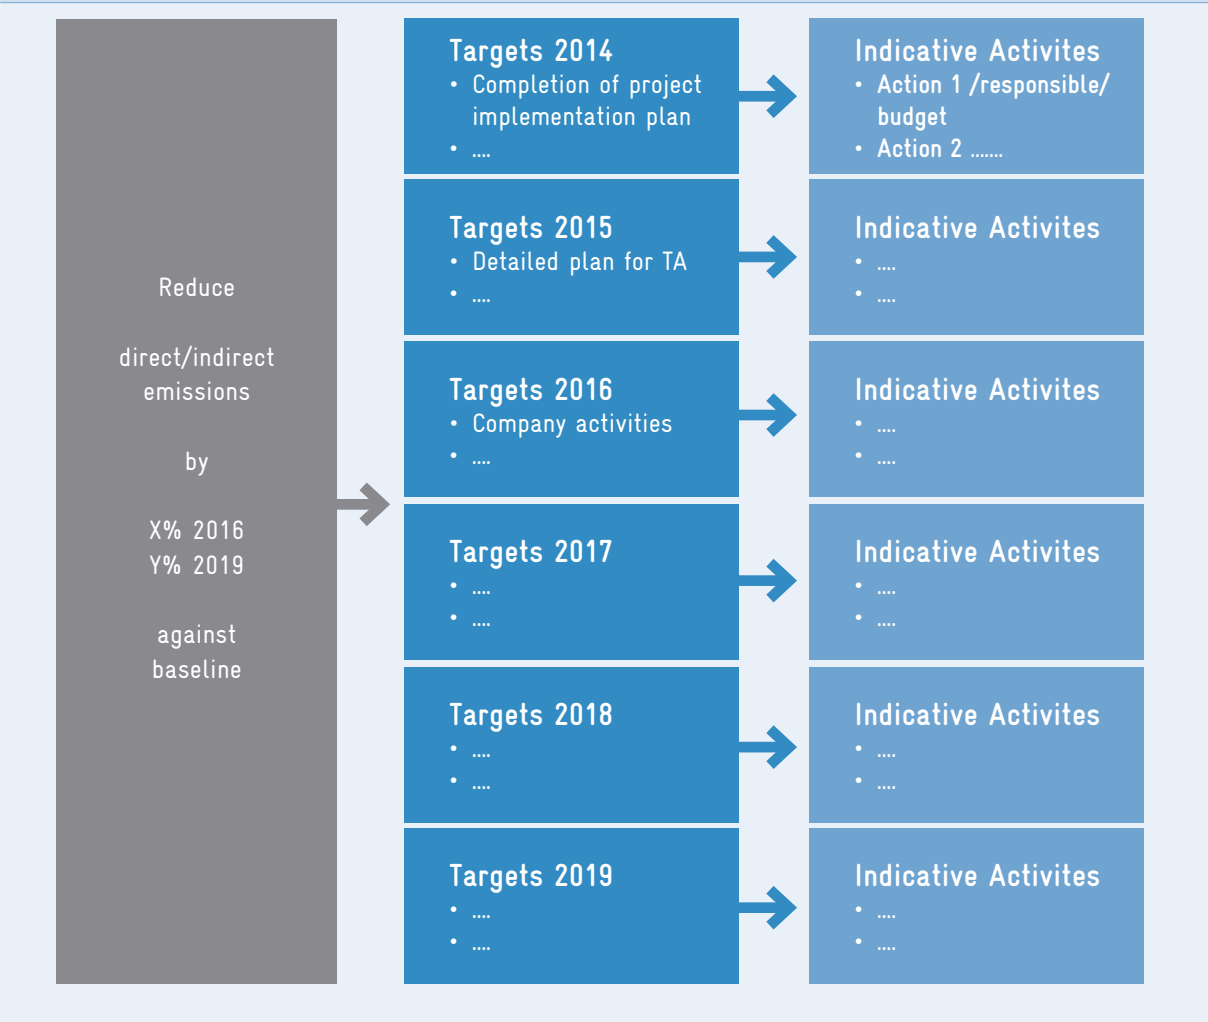 Reduce
direct/indirect
emissions
by
X% 2016
Y% 2019
against
baseline
Targets 2014
• Completion of project
implementation plan
• ....
Indicative Activites
• Action 1 /responsible/
budget
• Action 2 .......
Targets 2015
• Detailed plan for TA
• ....
Indicative Activites
• ....
• ....
Targets 2016
• Company activities
• ....
Indicative Activites
• ....
• ....
Targets 2017
• ....
• ....
Indicative Activites
• ....
• ....
Targets 2018
• ....
• ....
Indicative Activites
• ....
• ....
Targets 2019
• ....
• ....
Indicative Activites
• ....
• ....